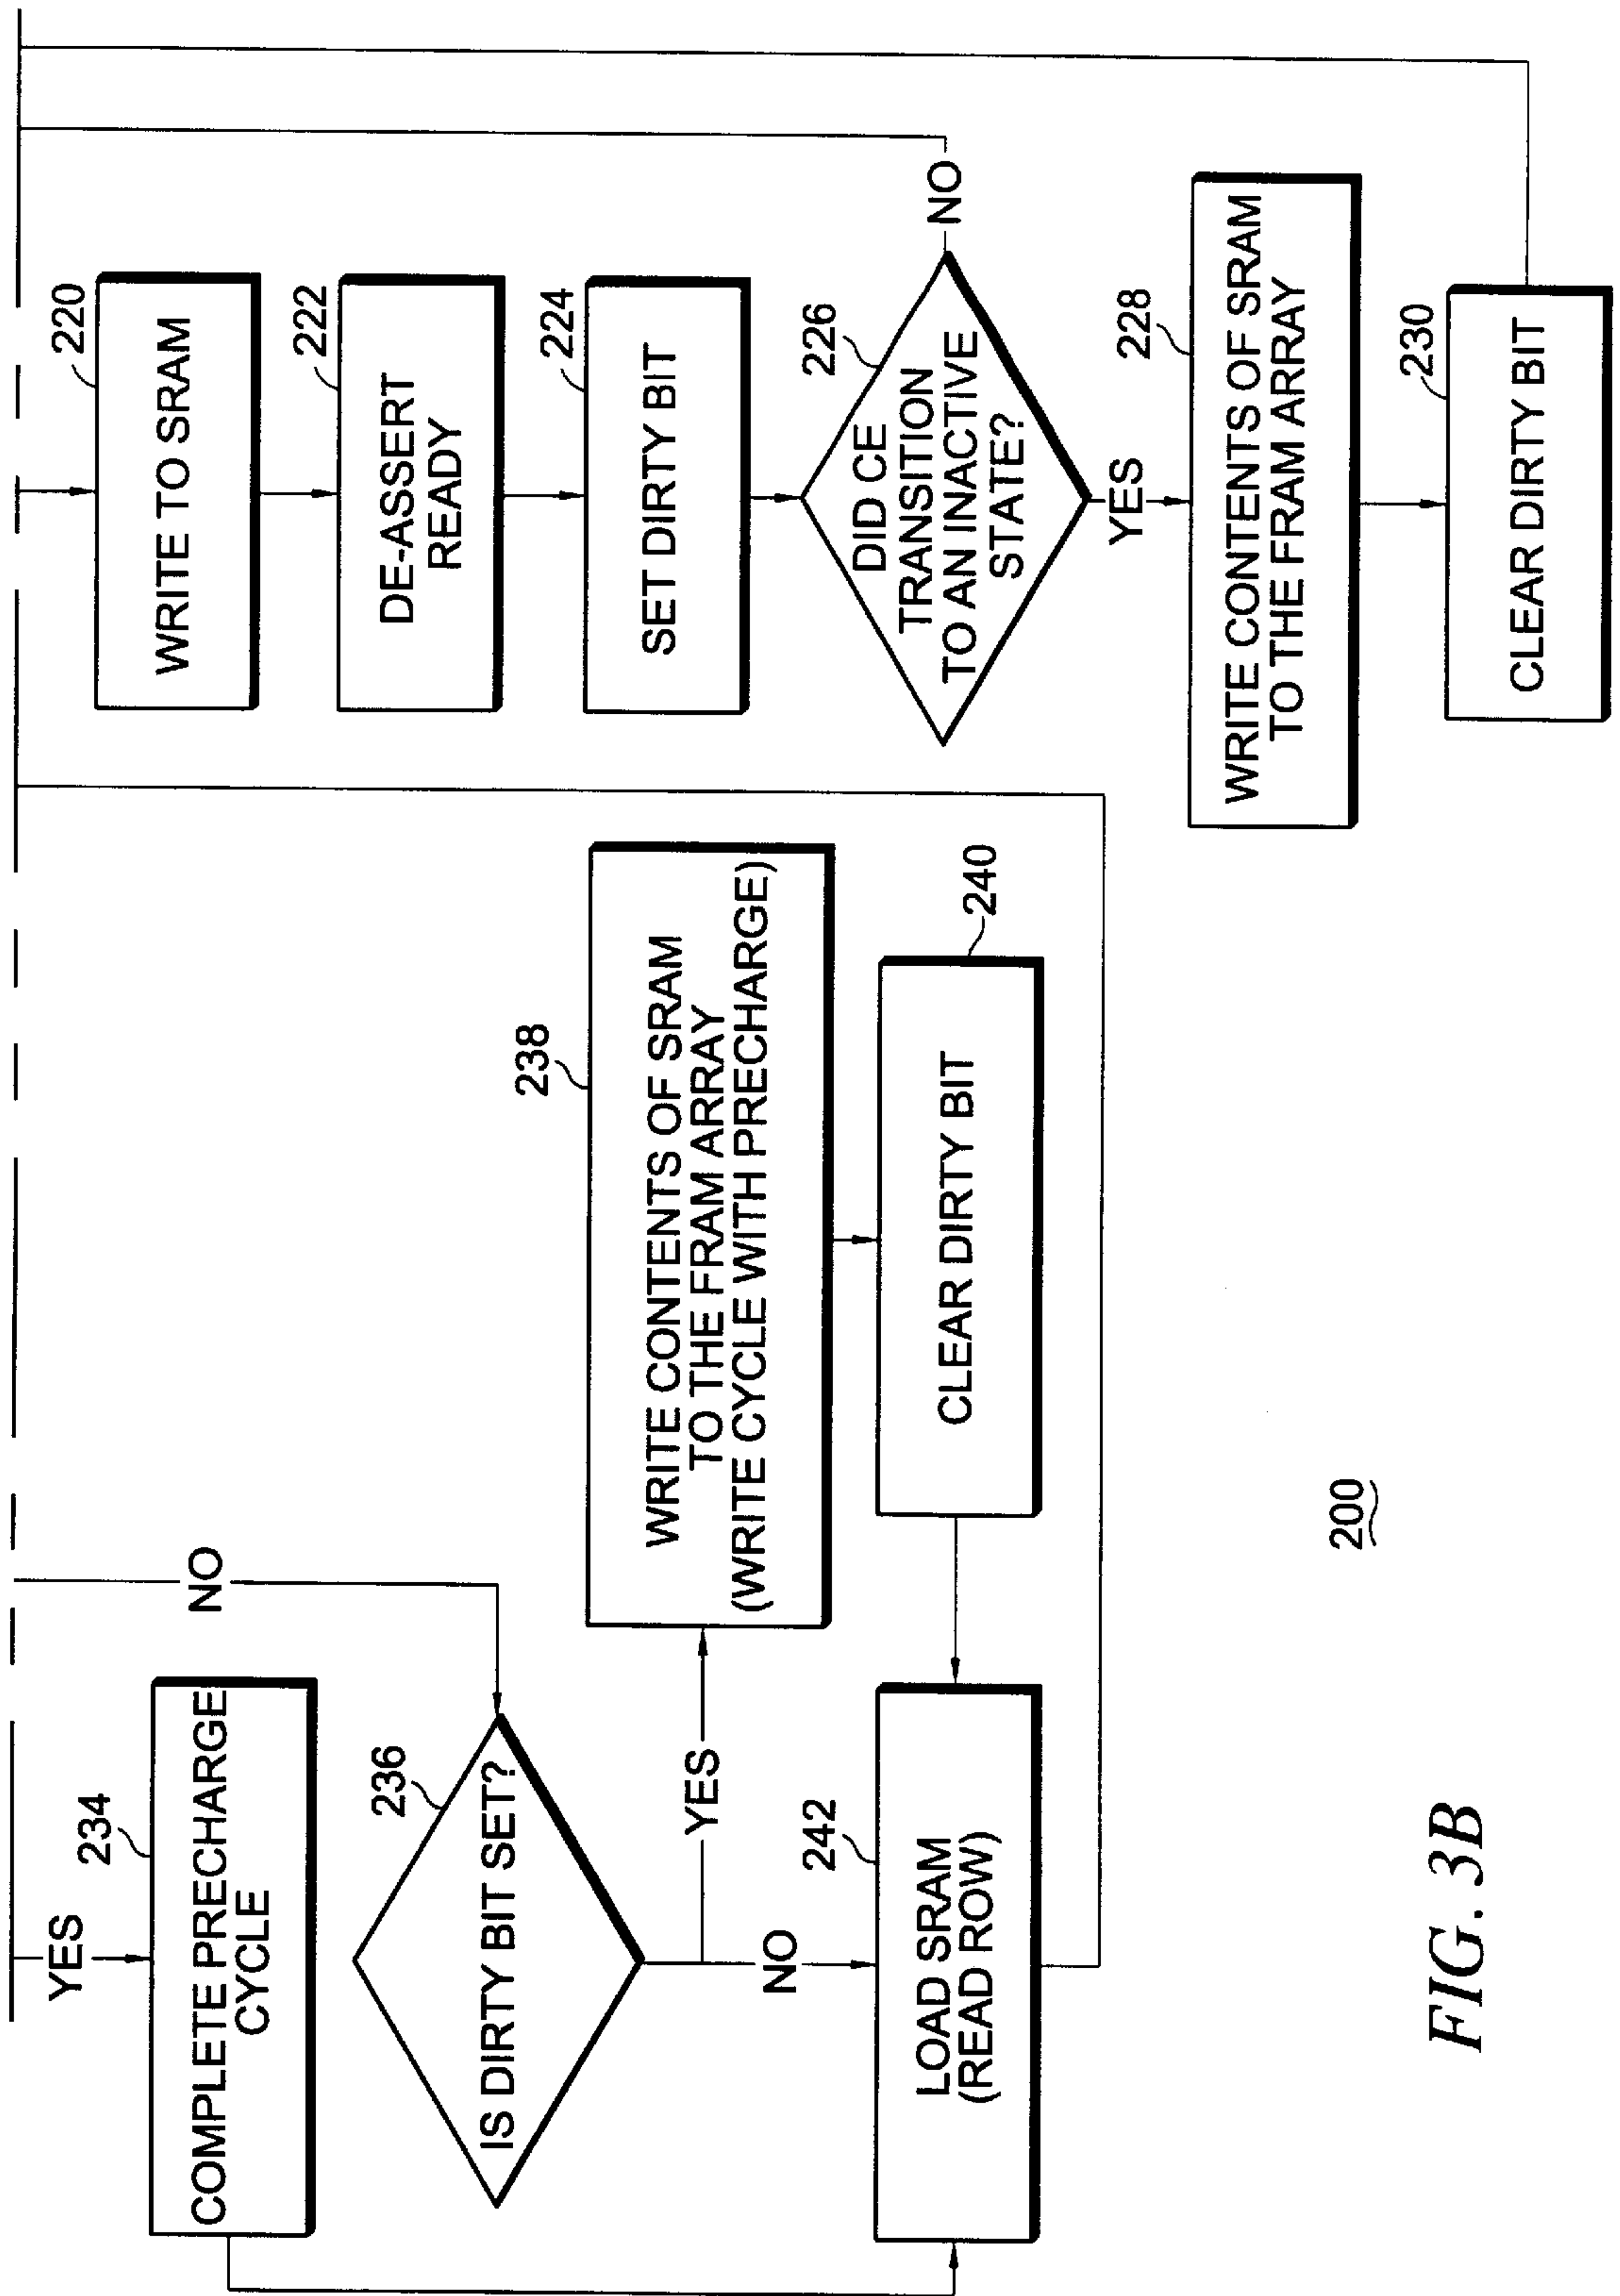 YES
234
COMPLETE PRECHARGE
CYCLE
NO
236
IS DIRTY BIT SET?
YES
NO
238
WRITE CONTENTS OF SRAM
TO THE FRAM ARRAY
(WRITE CYCLE WITH PRECHARGE)
240
CLEAR DIRTY BIT
242
LOAD SRAM
(READ ROW)
220
WRITE TO SRAM
222
DE-ASSERT
READY
224
SET DIRTY BIT
226
DID CE
TRANSITION
TO AN INACTIVE
STATE?
NO
YES
228
WRITE CONTENTS OF SRAM
TO THE FRAM ARRAY
230
CLEAR DIRTY BIT
200
FIG. 3B